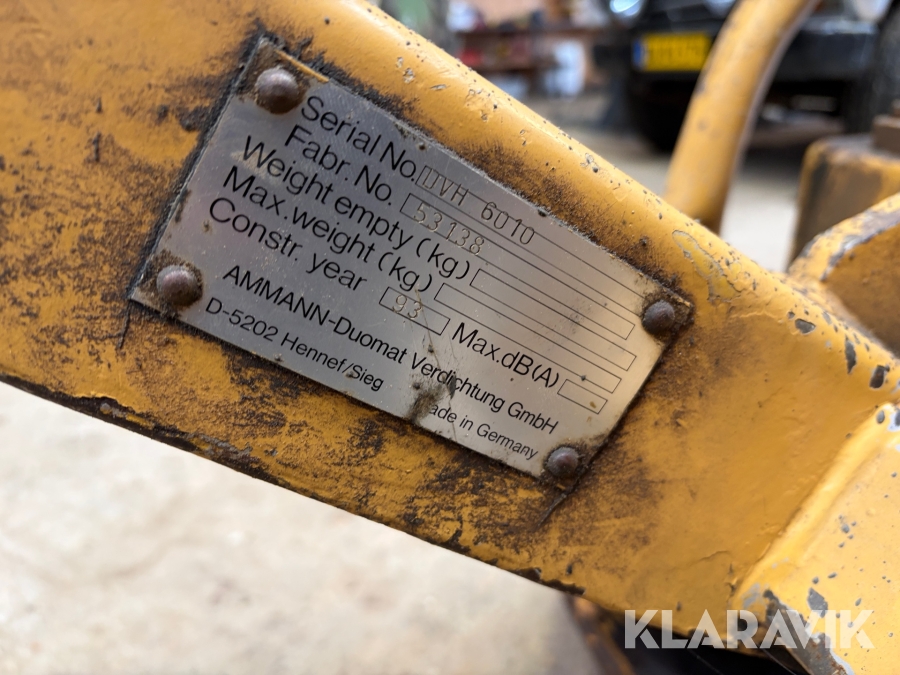 Serial No. DVH 6010
Fabr. No. 53138
Weight empty (kg)
Max. weight (kg)
Constr. year 93 Max.dB(A)
AMMANN-Duomat Verdichtung GmbH
D-5202 Hennef/Sieg
Made in Germany
KLARAVIK